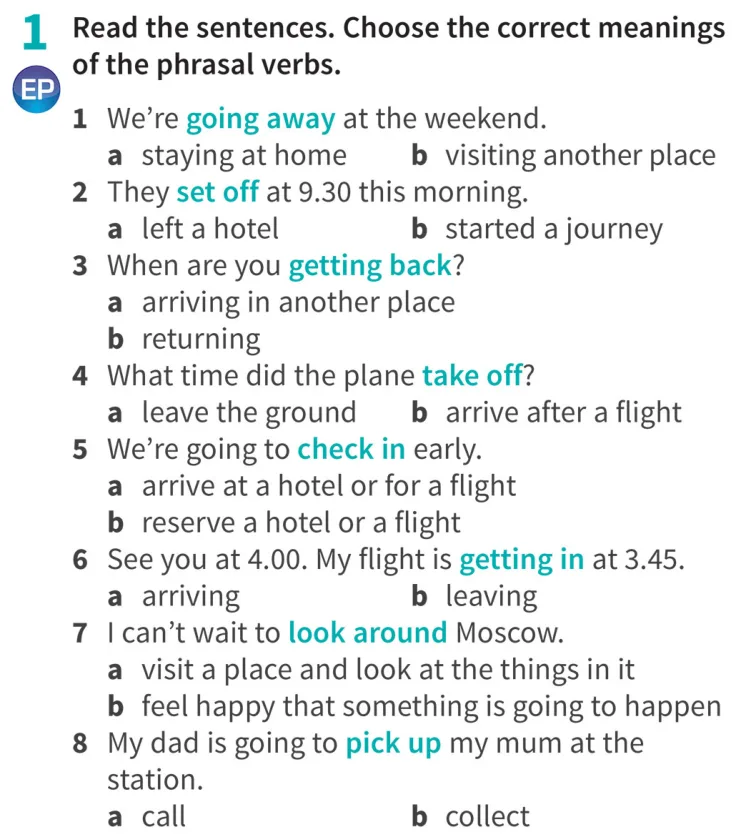 1 Read the sentences. Choose the correct meanings
of the phrasal verbs.
EP
1 We're going away at the weekend.
a staying at home b visiting another place
2 They set off at 9.30 this morning.
a left a hotel b started a journey
3 When are you getting back?
a arriving in another place
b returning
4 What time did the plane take off?
a leave the ground b arrive after a flight
5 We're going to check in early.
a arrive at a hotel or for a flight
b reserve a hotel or a flight
6 See you at 4.00. My flight is getting in at 3.45.
a arriving b leaving
7 I can't wait to look around Moscow.
a visit a place and look at the things in it
b feel happy that something is going to happen
8 My dad is going to pick up my mum at the
station.
a call b collect